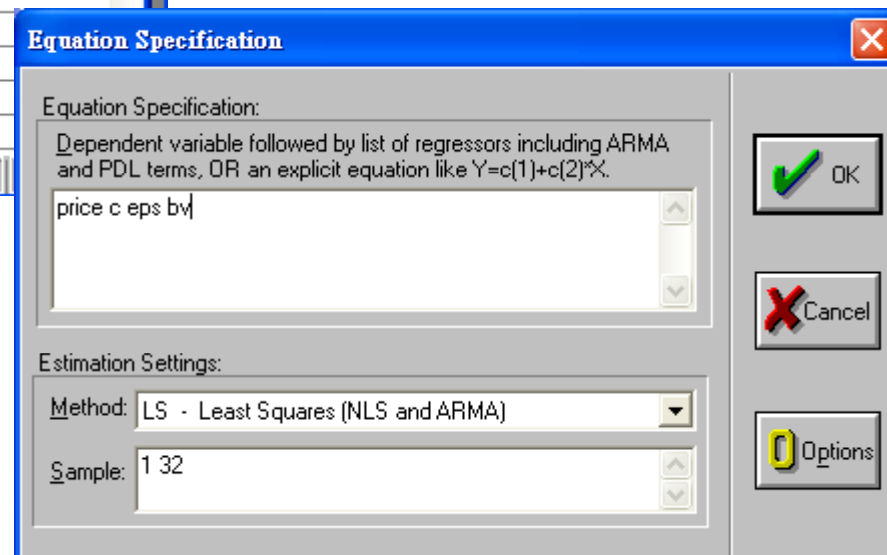 Equation Specification
Equation Specification:
Dependent variable followed by list of regressors including ARMA
and PDL terms, OR an explicit equation like Y=c(1)+c(2)*X.
price c eps bv
OK
Cancel
Estimation Settings:
Method: LS - Least Squares (NLS and ARMA)
Sample: 1 32
Options